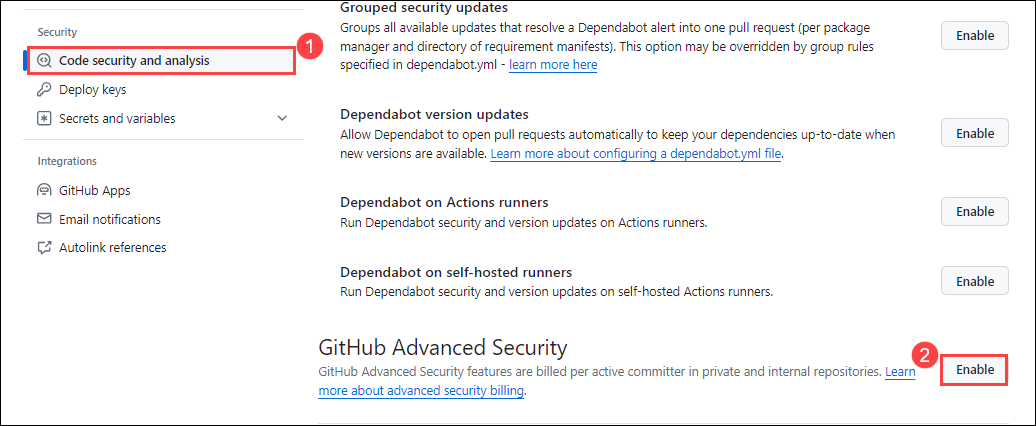 Security
1
Code security and analysis
Deploy keys
Secrets and variables
Integrations
GitHub Apps
Email notifications
Autolink references
Grouped security updates
Groups all available updates that resolve a Dependabot alert into one pull request (per package
manager and directory of requirement manifests). This option may be overridden by group rules
specified in dependabot.yml - learn more here
Enable
Dependabot version updates
Allow Dependabot to open pull requests automatically to keep your dependencies up-to-date when
new versions are available. Learn more about configuring a dependabot.yml file.
Enable
Dependabot on Actions runners
Run Dependabot security and version updates on Actions runners.
Enable
Dependabot on self-hosted runners
Run Dependabot security and version updates on self-hosted Actions runners.
Enable
GitHub Advanced Security
GitHub Advanced Security features are billed per active committer in private and internal repositories. Learn
more about advanced security billing.
2
Enable